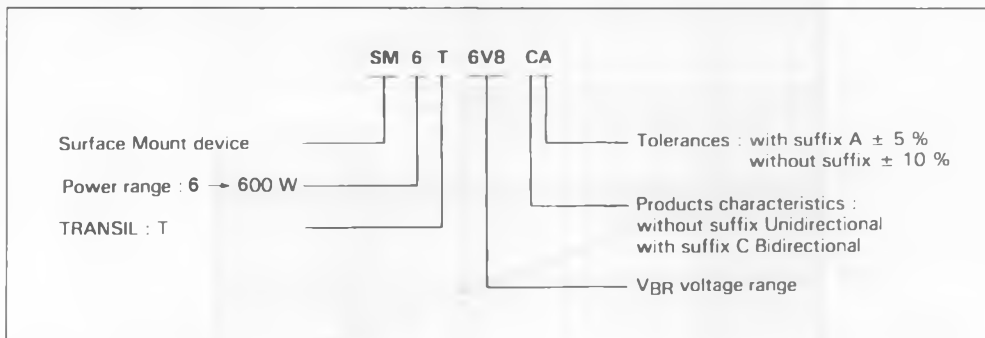 SM 6 T 6V8 CA
Surface Mount device
Power range : 6 → 600 W
TRANSIL : T
Tolerances : with suffix A ± 5 %
without suffix ± 10 %
Products characteristics :
without suffix Unidirectional
with suffix C Bidirectional
VBR voltage range